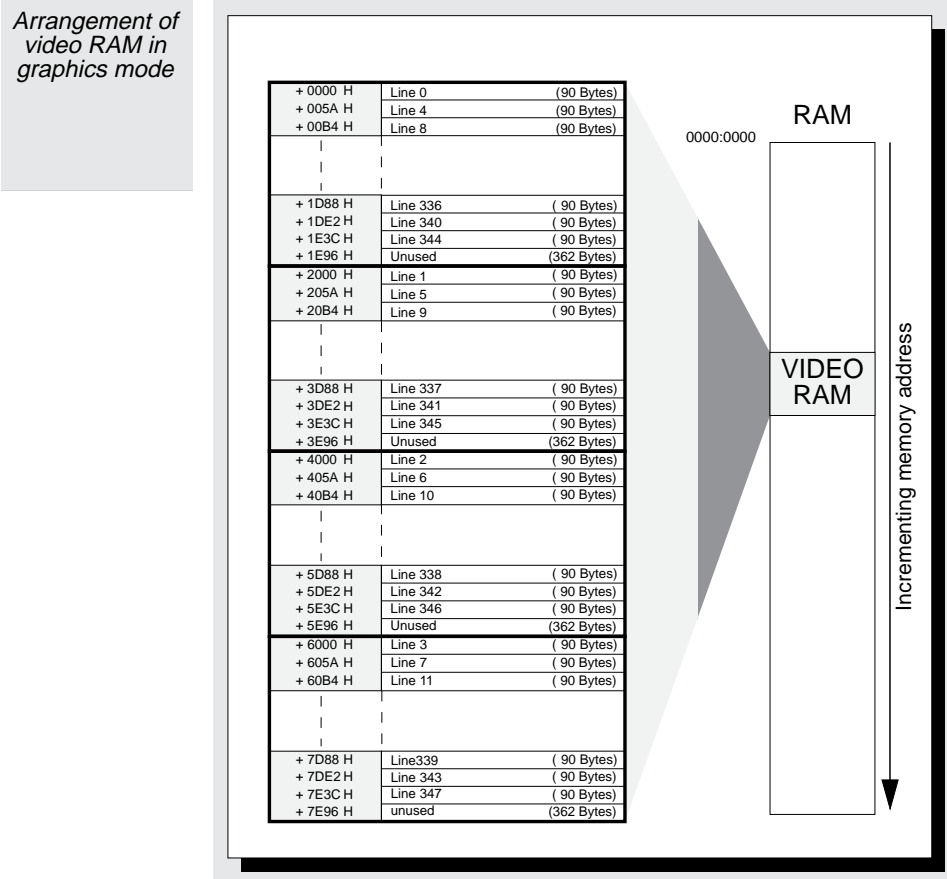 Arrangement of
video RAM in
graphics mode
+ 0000 H Line 0 (90 Bytes)
+ 005A H Line 4 (90 Bytes)
+ 00B4 H Line 8 (90 Bytes)
+ 1D88 H Line 336 ( 90 Bytes)
+ 1DE2 H Line 340 ( 90 Bytes)
+ 1E3C H Line 344 ( 90 Bytes)
+ 1E96 H Unused (362 Bytes)
+ 2000 H Line 1 ( 90 Bytes)
+ 205A H Line 5 ( 90 Bytes)
+ 20B4 H Line 9 ( 90 Bytes)
+ 3D88 H Line 337 ( 90 Bytes)
+ 3DE2 H Line 341 ( 90 Bytes)
+ 3E3C H Line 345 ( 90 Bytes)
+ 3E96 H Unused (362 Bytes)
+ 4000 H Line 2 ( 90 Bytes)
+ 405A H Line 6 ( 90 Bytes)
+ 40B4 H Line 10 ( 90 Bytes)
+ 5D88 H Line 338 ( 90 Bytes)
+ 5DE2 H Line 342 ( 90 Bytes)
+ 5E3C H Line 346 ( 90 Bytes)
+ 5E96 H Unused (362 Bytes)
+ 6000 H Line 3 ( 90 Bytes)
+ 605A H Line 7 ( 90 Bytes)
+ 60B4 H Line 11 ( 90 Bytes)
+ 7D88 H Line339 ( 90 Bytes)
+ 7DE2 H Line 343 ( 90 Bytes)
+ 7E3C H Line 347 ( 90 Bytes)
+ 7E96 H unused (362 Bytes)
RAM
0000:0000
VIDEO
RAM
Incrementing memory address